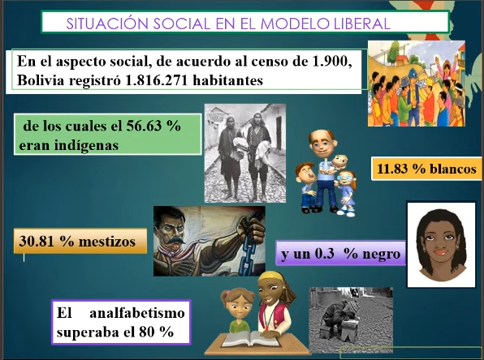 SITUACIÓN SOCIAL EN EL MODELO LIBERAL
En el aspecto social, de acuerdo al censo de 1.900,
Bolivia registró 1.816.271 habitantes
de los cuales el 56.63 %
eran indígenas
11.83 % blancos
30.81 % mestizos
y un 0.3 % negro
El analfabetismo
superaba el 80 %